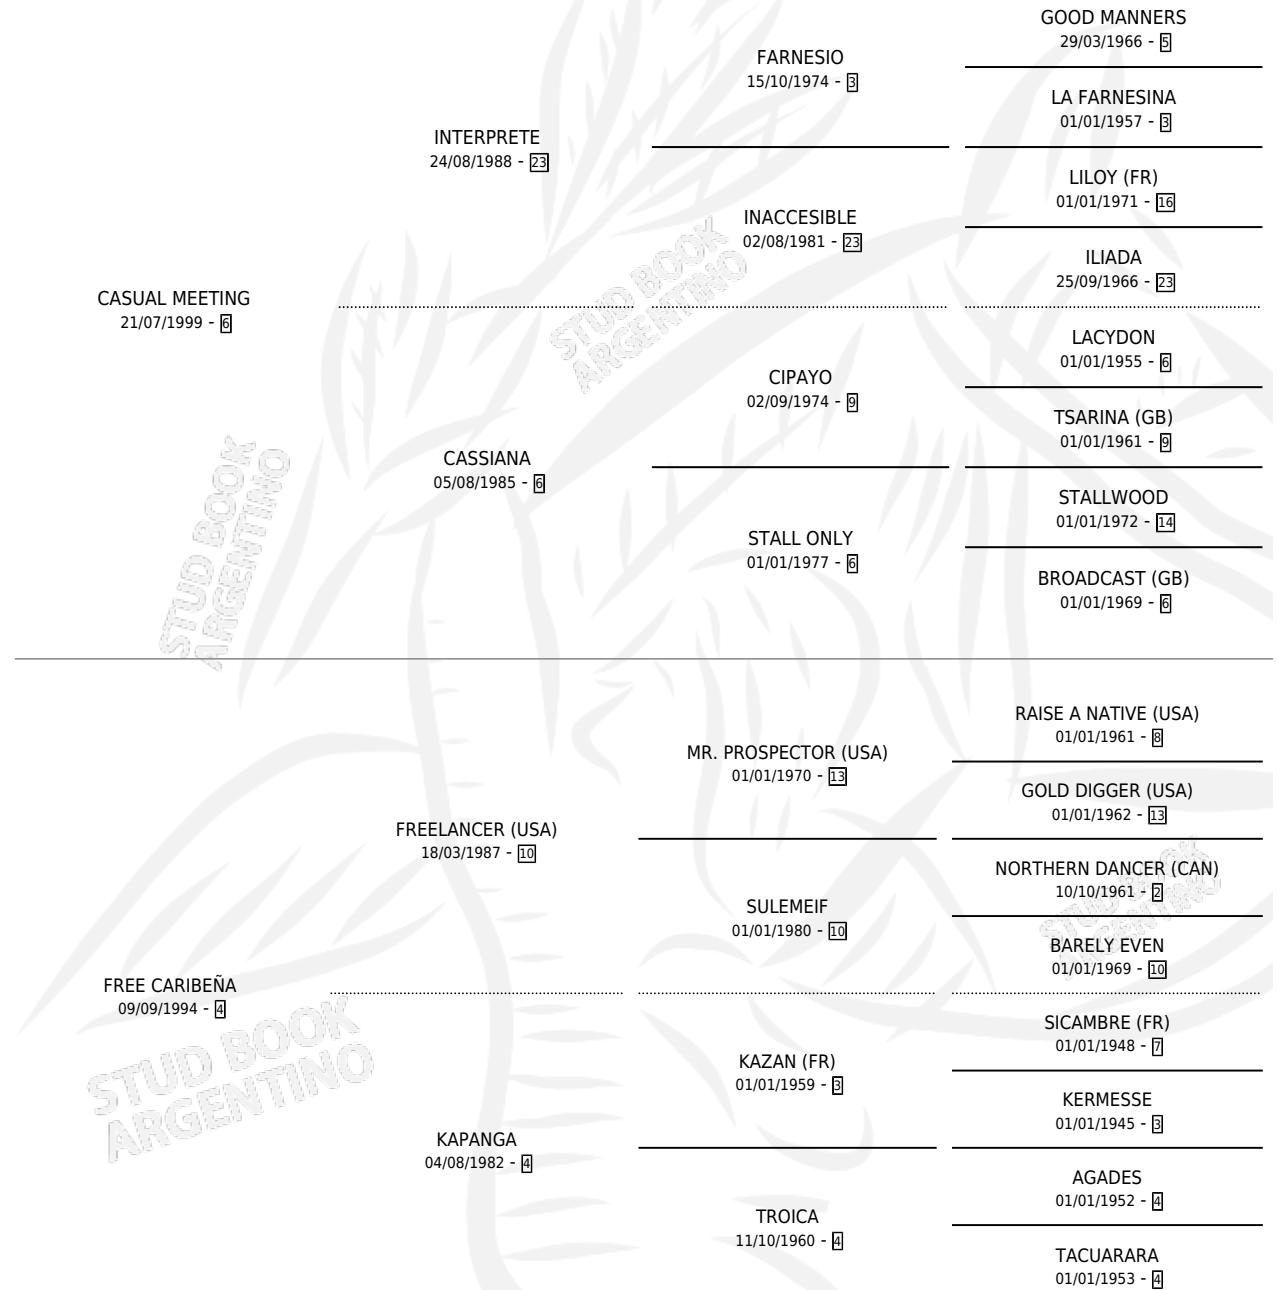 GOOD MANNERS
29/03/1966 - 5
FARNESIO
15/10/1974 - 3
LA FARNESINA
01/01/1957 - 3
INTERPRETE
24/08/1988 - 23
LILOY (FR)
01/01/1971 - 16
INACCESIBLE
02/08/1981 - 23
ILIADA
25/09/1966 - 23
CASUAL MEETING
21/07/1999 - 6
LACYDON
01/01/1955 - 6
CIPAYO
02/09/1974 - 9
TSARINA (GB)
01/01/1961 - 9
CASSIANA
05/08/1985 - 6
STALLWOOD
01/01/1972 - 14
STALL ONLY
01/01/1977 - 6
BROADCAST (GB)
01/01/1969 - 6
RAISE A NATIVE (USA)
01/01/1961 - 8
MR. PROSPECTOR (USA)
01/01/1970 - 13
GOLD DIGGER (USA)
01/01/1962 - 13
FREELANCER (USA)
18/03/1987 - 10
NORTHERN DANCER (CAN)
10/10/1961 - 2
SULEMEIF
01/01/1980 - 10
BARELY EVEN
01/01/1969 - 10
FREE CARIBEÑA
09/09/1994 - 4
SICAMBRE (FR)
01/01/1948 - 7
KAZAN (FR)
01/01/1959 - 3
KERMESSE
01/01/1945 - 3
KAPANGA
04/08/1982 - 4
AGADES
01/01/1952 - 4
TROICA
11/10/1960 - 4
TACUARARA
01/01/1953 - 4
STUD BOOK
ARGENTINO
STUD BOOK
ARGENTINO
STUD BOOK
ARGENTINO
STUD BOOK
ARGENTINO